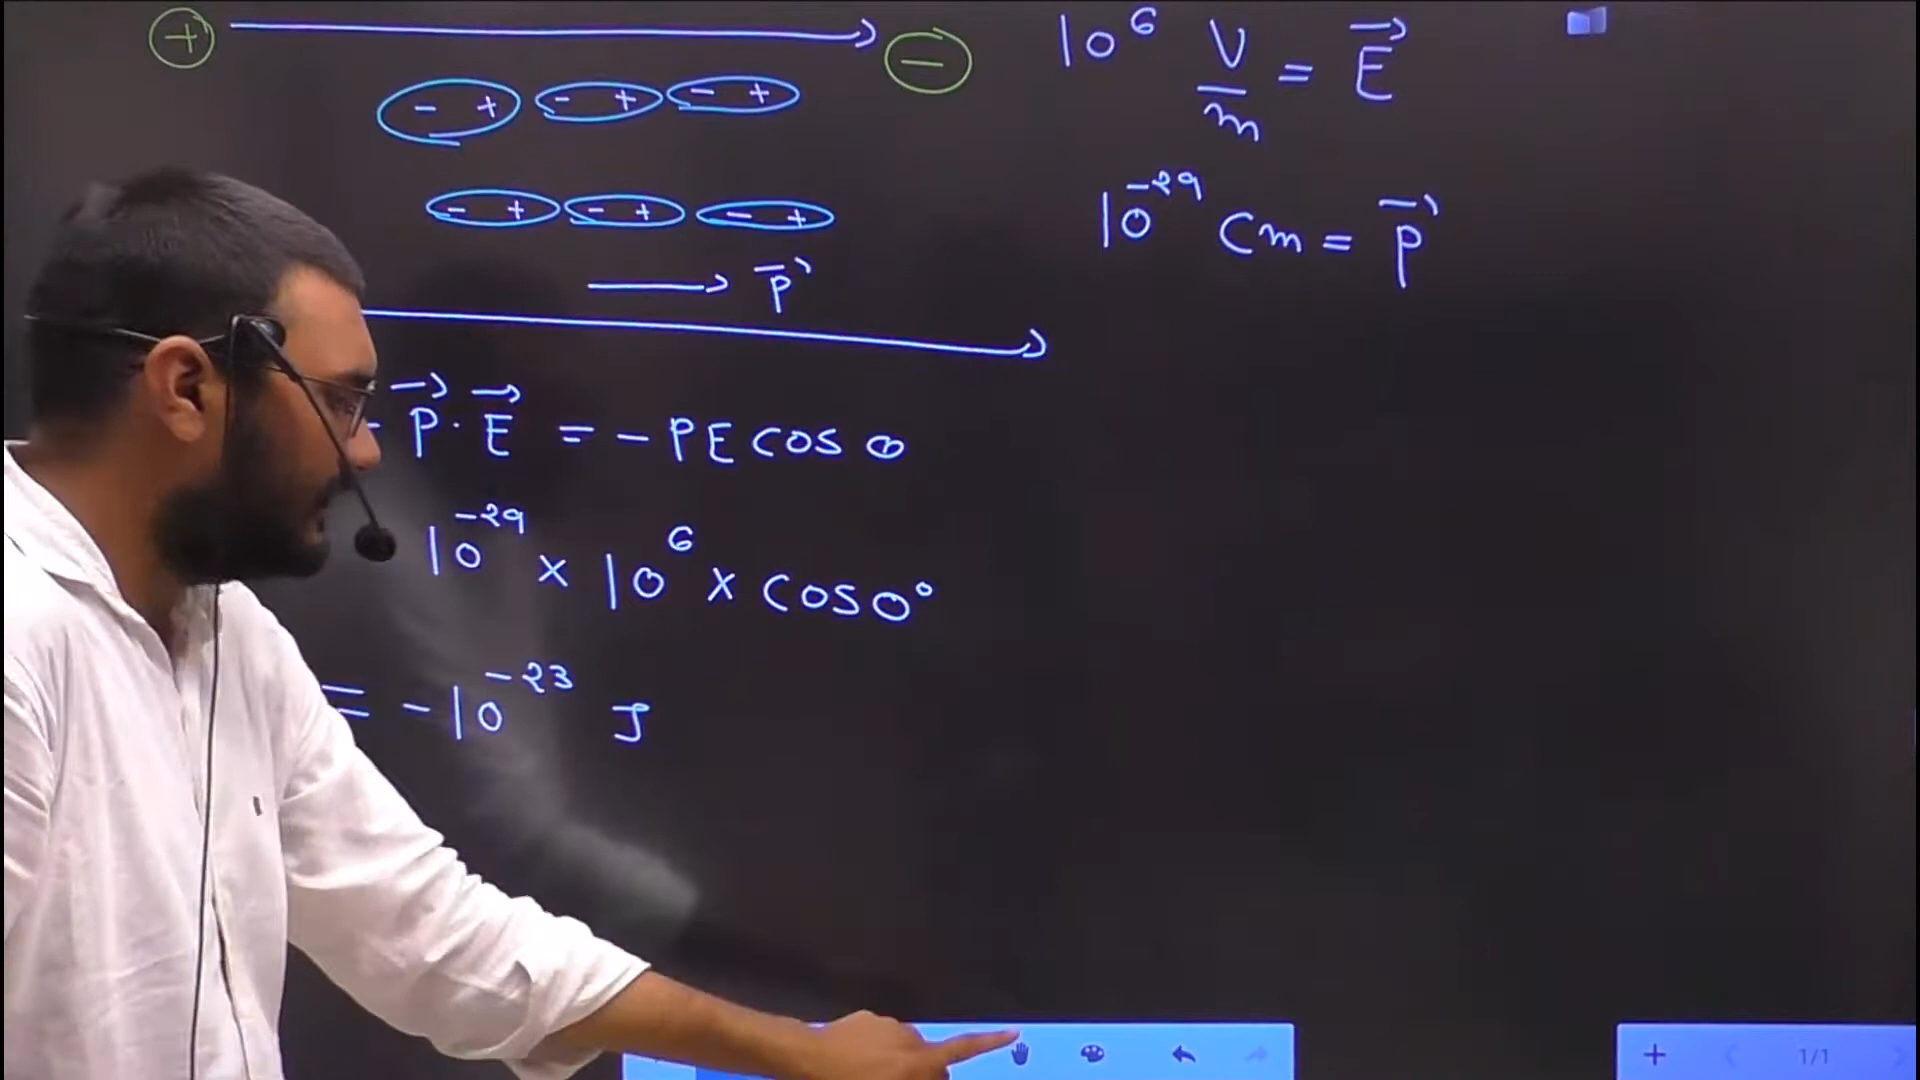 + −
10⁶ V/m = E⃗
- + - + - +
10⁻²⁹ Cm = P⃗
- + - + - +
→ P⃗
- P⃗ · E⃗ = - PE cos θ
10⁻²⁹ × 10⁶ × cos 0°
= - 10⁻²³ J
1/1